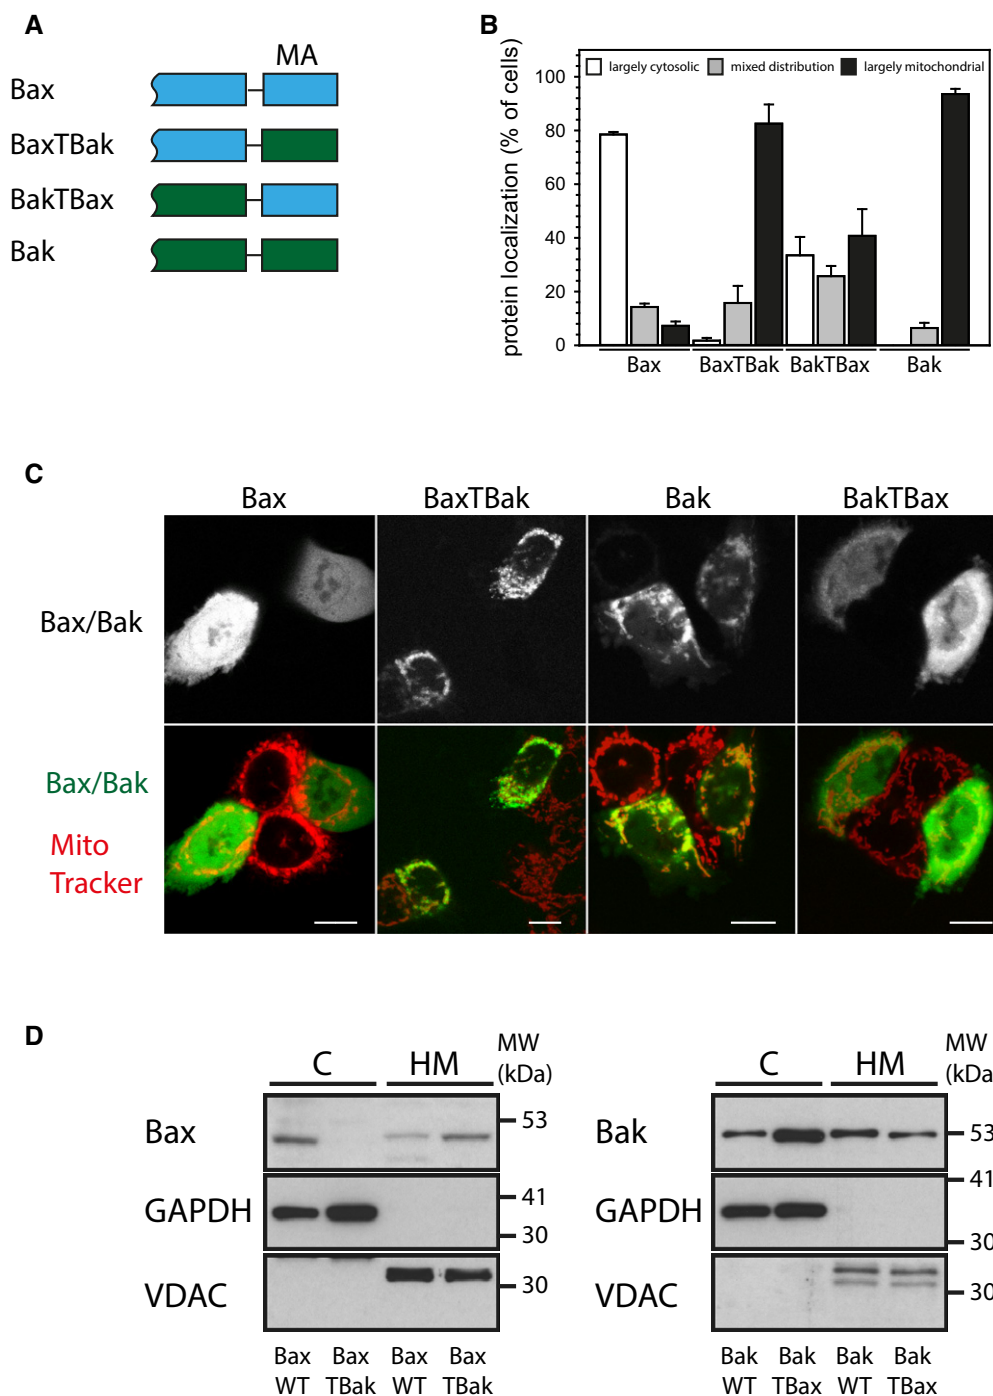 A
MA
Bax
BaxTBak
BakTBax
Bak
B
protein localization (% of cells)
100
80
60
40
20
0
largely cytosolic
mixed distribution
largely mitochondrial
Bax
BaxTBak
BakTBax
Bak
C
Bax
BaxTBak
Bak
BakTBax
Bax/Bak
Bax/Bak
Mito
Tracker
D
C
HM
MW
(kDa)
Bax
53
GAPDH
41
30
VDAC
30
Bax
WT
Bax
TBak
Bax
WT
Bax
TBak
C
HM
MW
(kDa)
Bak
53
41
GAPDH
30
VDAC
30
Bak
WT
Bak
TBax
Bak
WT
Bak
TBax